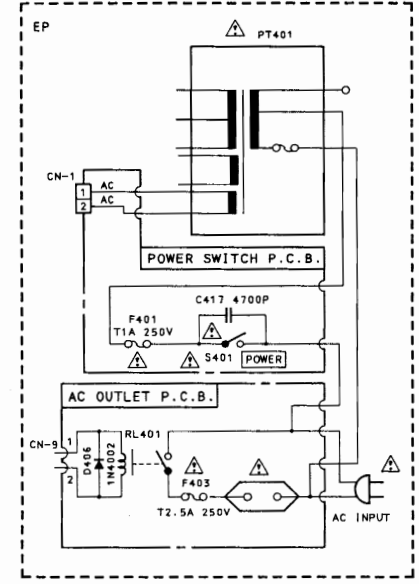 EP
PT401
CN-1
1
AC
2
AC
POWER SWITCH P.C.B.
C417 4700P
F401
T1A 250V
S401
POWER
AC OUTLET P.C.B.
CN-9
1
2
D406
1N4002
RL401
F403
T2.5A 250V
AC INPUT